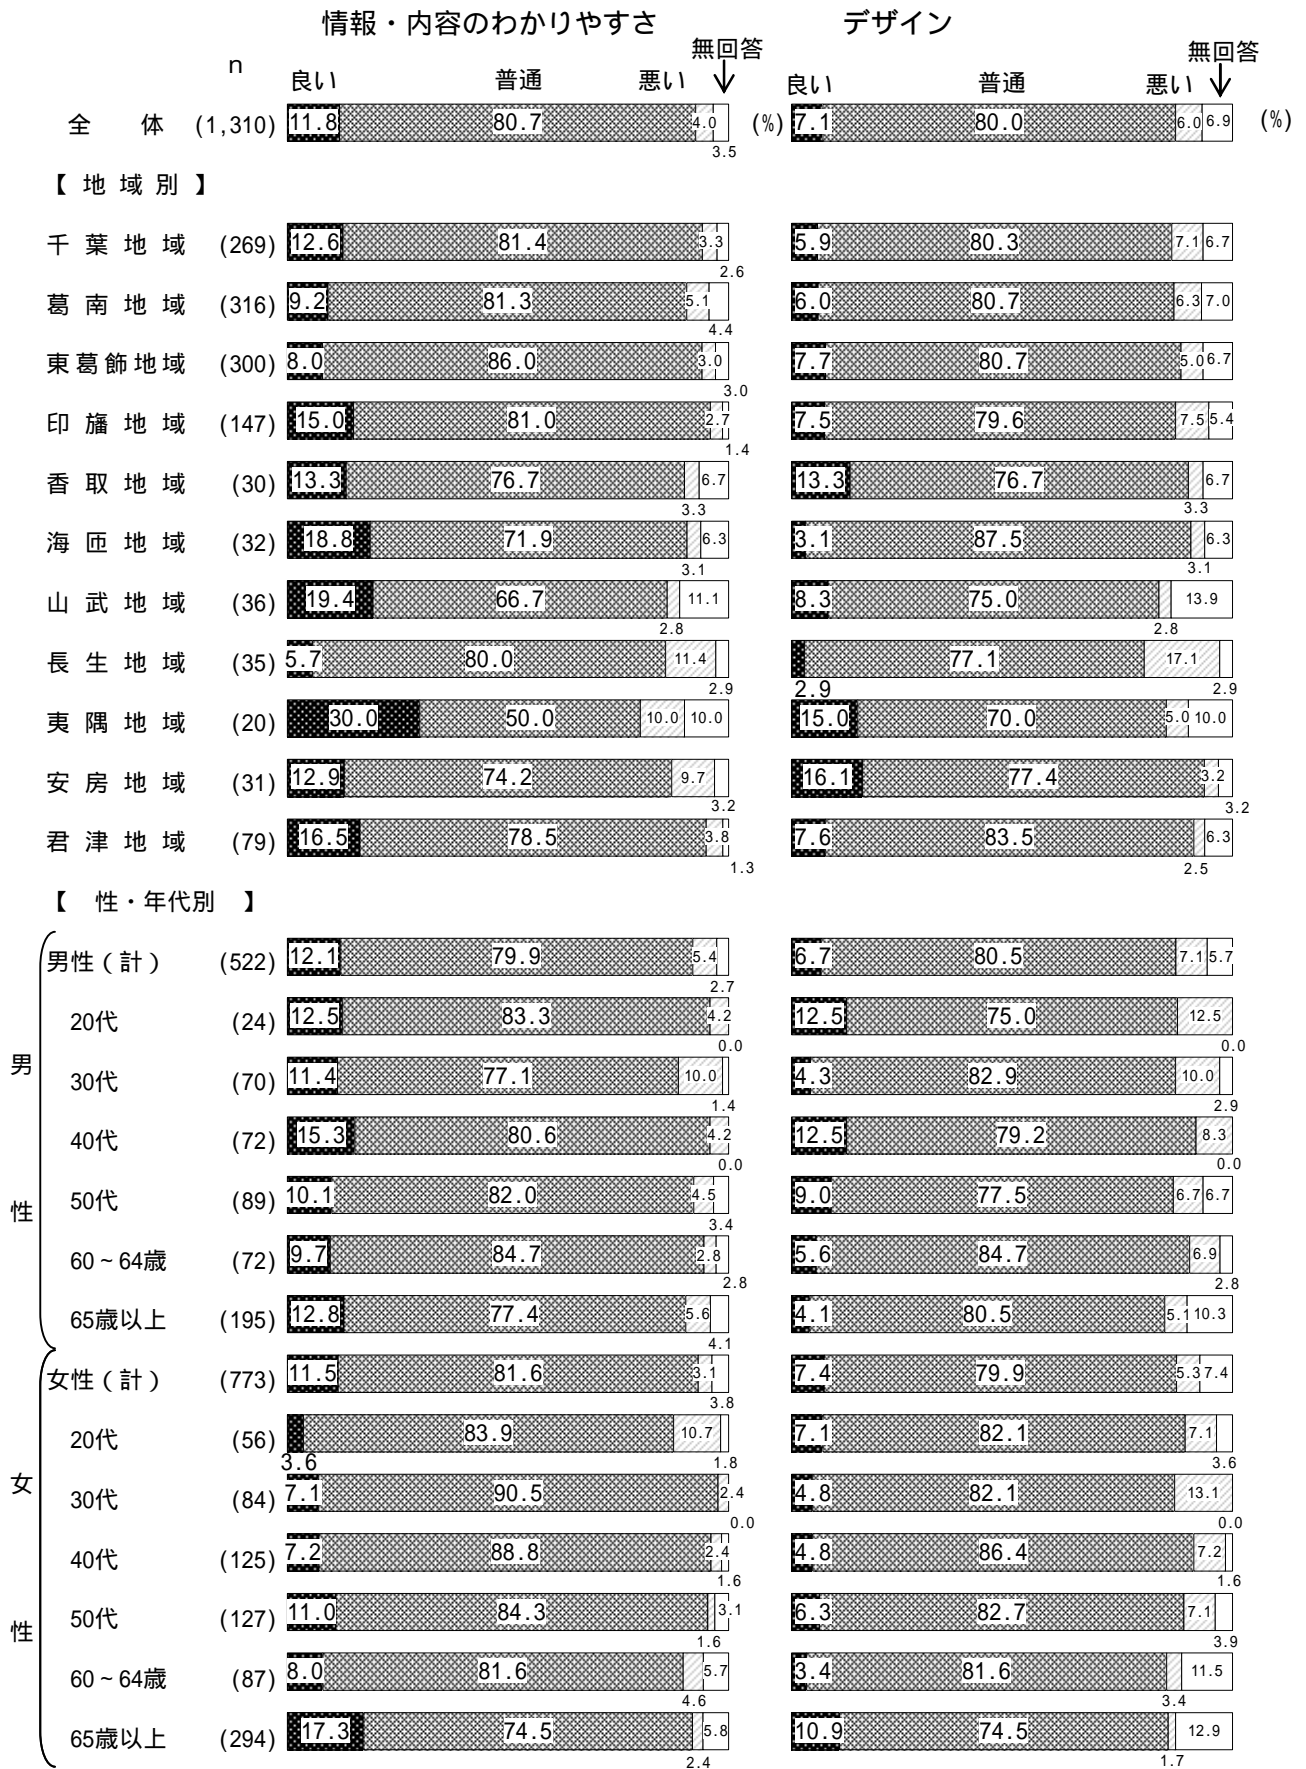 情報・内容のわかりやすさ デザイン
n 良い 普通 悪い 無回答 良い 普通 悪い 無回答
全 体 (1,310) 11.8 80.7 4.0 3.5 (%) 7.1 80.0 6.0 6.9 (%)
【 地 域 別 】
千 葉 地 域 (269) 12.6 81.4 3.3 2.6 5.9 80.3 7.1 6.7
葛 南 地 域 (316) 9.2 81.3 5.1 4.4 6.0 80.7 6.3 7.0
東葛飾地域 (300) 8.0 86.0 3.0 3.0 7.7 80.7 5.0 6.7
印 旛 地 域 (147) 15.0 81.0 2.7 1.4 7.5 79.6 7.5 5.4
香 取 地 域 (30) 13.3 76.7 3.3 6.7 13.3 76.7 3.3 6.7
海 匝 地 域 (32) 18.8 71.9 3.1 6.3 3.1 87.5 3.1 6.3
山 武 地 域 (36) 19.4 66.7 2.8 11.1 8.3 75.0 2.8 13.9
長 生 地 域 (35) 5.7 80.0 11.4 2.9 2.9 77.1 17.1 2.9
夷 隅 地 域 (20) 30.0 50.0 10.0 10.0 15.0 70.0 5.0 10.0
安 房 地 域 (31) 12.9 74.2 9.7 3.2 16.1 77.4 3.2 3.2
君 津 地 域 (79) 16.5 78.5 3.8 1.3 7.6 83.5 2.5 6.3
【 性・年代別 】
男性
男性(計) (522) 12.1 79.9 5.4 2.7 6.7 80.5 7.1 5.7
20代 (24) 12.5 83.3 4.2 0.0 12.5 75.0 12.5 0.0
30代 (70) 11.4 77.1 10.0 1.4 4.3 82.9 10.0 2.9
40代 (72) 15.3 80.6 4.2 0.0 12.5 79.2 8.3 0.0
50代 (89) 10.1 82.0 4.5 3.4 9.0 77.5 6.7 6.7
60~64歳 (72) 9.7 84.7 2.8 2.8 5.6 84.7 6.9 2.8
65歳以上 (195) 12.8 77.4 5.6 4.1 4.1 80.5 5.1 10.3
女性
女性(計) (773) 11.5 81.6 3.1 3.8 7.4 79.9 5.3 7.4
20代 (56) 3.6 83.9 10.7 1.8 7.1 82.1 7.1 3.6
30代 (84) 7.1 90.5 2.4 0.0 4.8 82.1 13.1 0.0
40代 (125) 7.2 88.8 2.4 1.6 4.8 86.4 7.2 1.6
50代 (127) 11.0 84.3 1.6 3.1 6.3 82.7 7.1 3.9
60~64歳 (87) 8.0 81.6 4.6 5.7 3.4 81.6 3.4 11.5
65歳以上 (294) 17.3 74.5 2.4 5.8 10.9 74.5 1.7 12.9